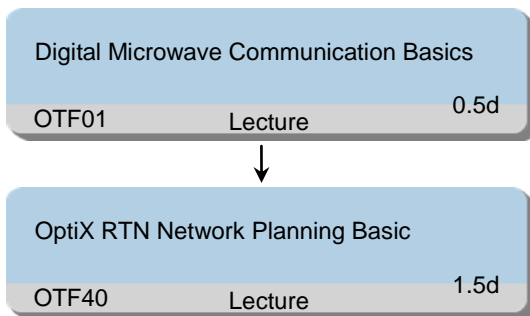 Digital Microwave Communication Basics
OTF01 Lecture 0.5d
OptiX RTN Network Planning Basic
OTF40 Lecture 1.5d